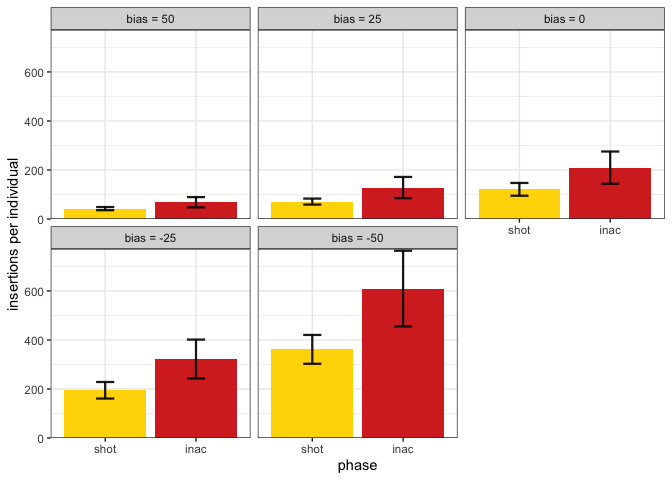 bias = 50
bias = 25
bias = 0
600
400
200
0
shot
inac
bias = -25
bias = -50
600
400
200
0
shot
inac
shot
inac
insertions per individual
phase